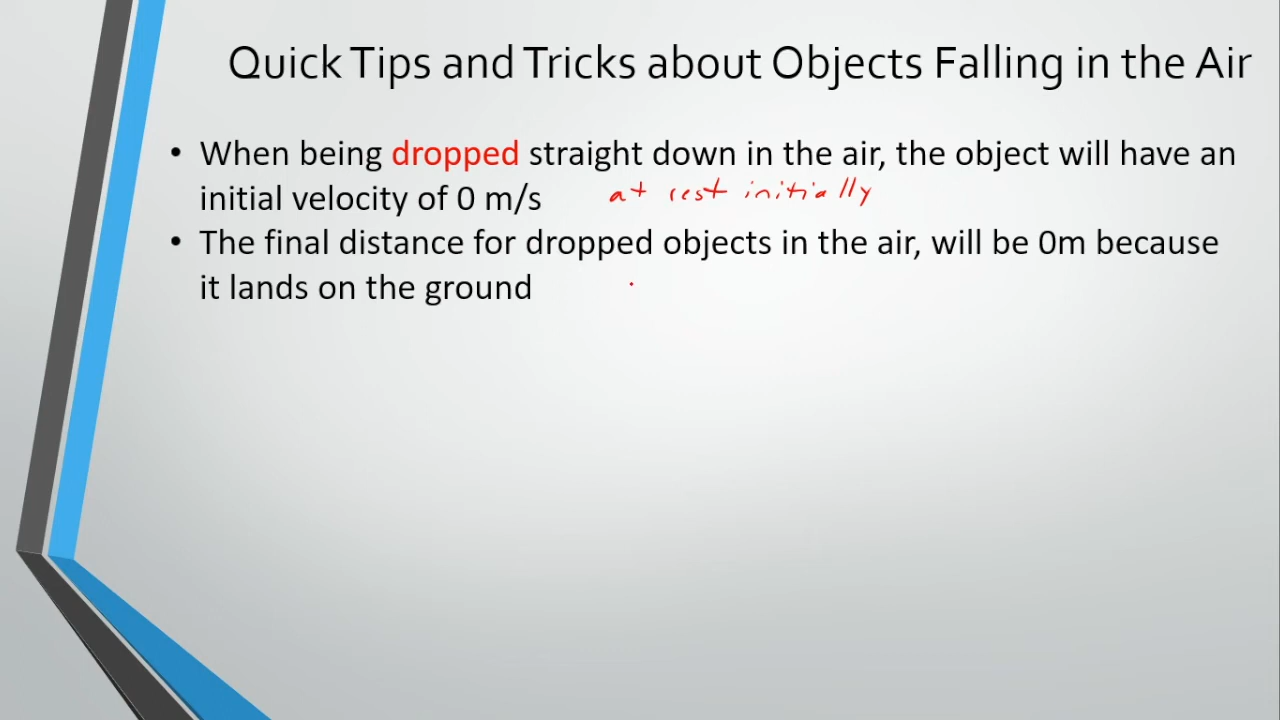 Quick Tips and Tricks about Objects Falling in the Air
• When being dropped straight down in the air, the object will have an
initial velocity of 0 m/s at rest initially
• The final distance for dropped objects in the air, will be 0m because
it lands on the ground